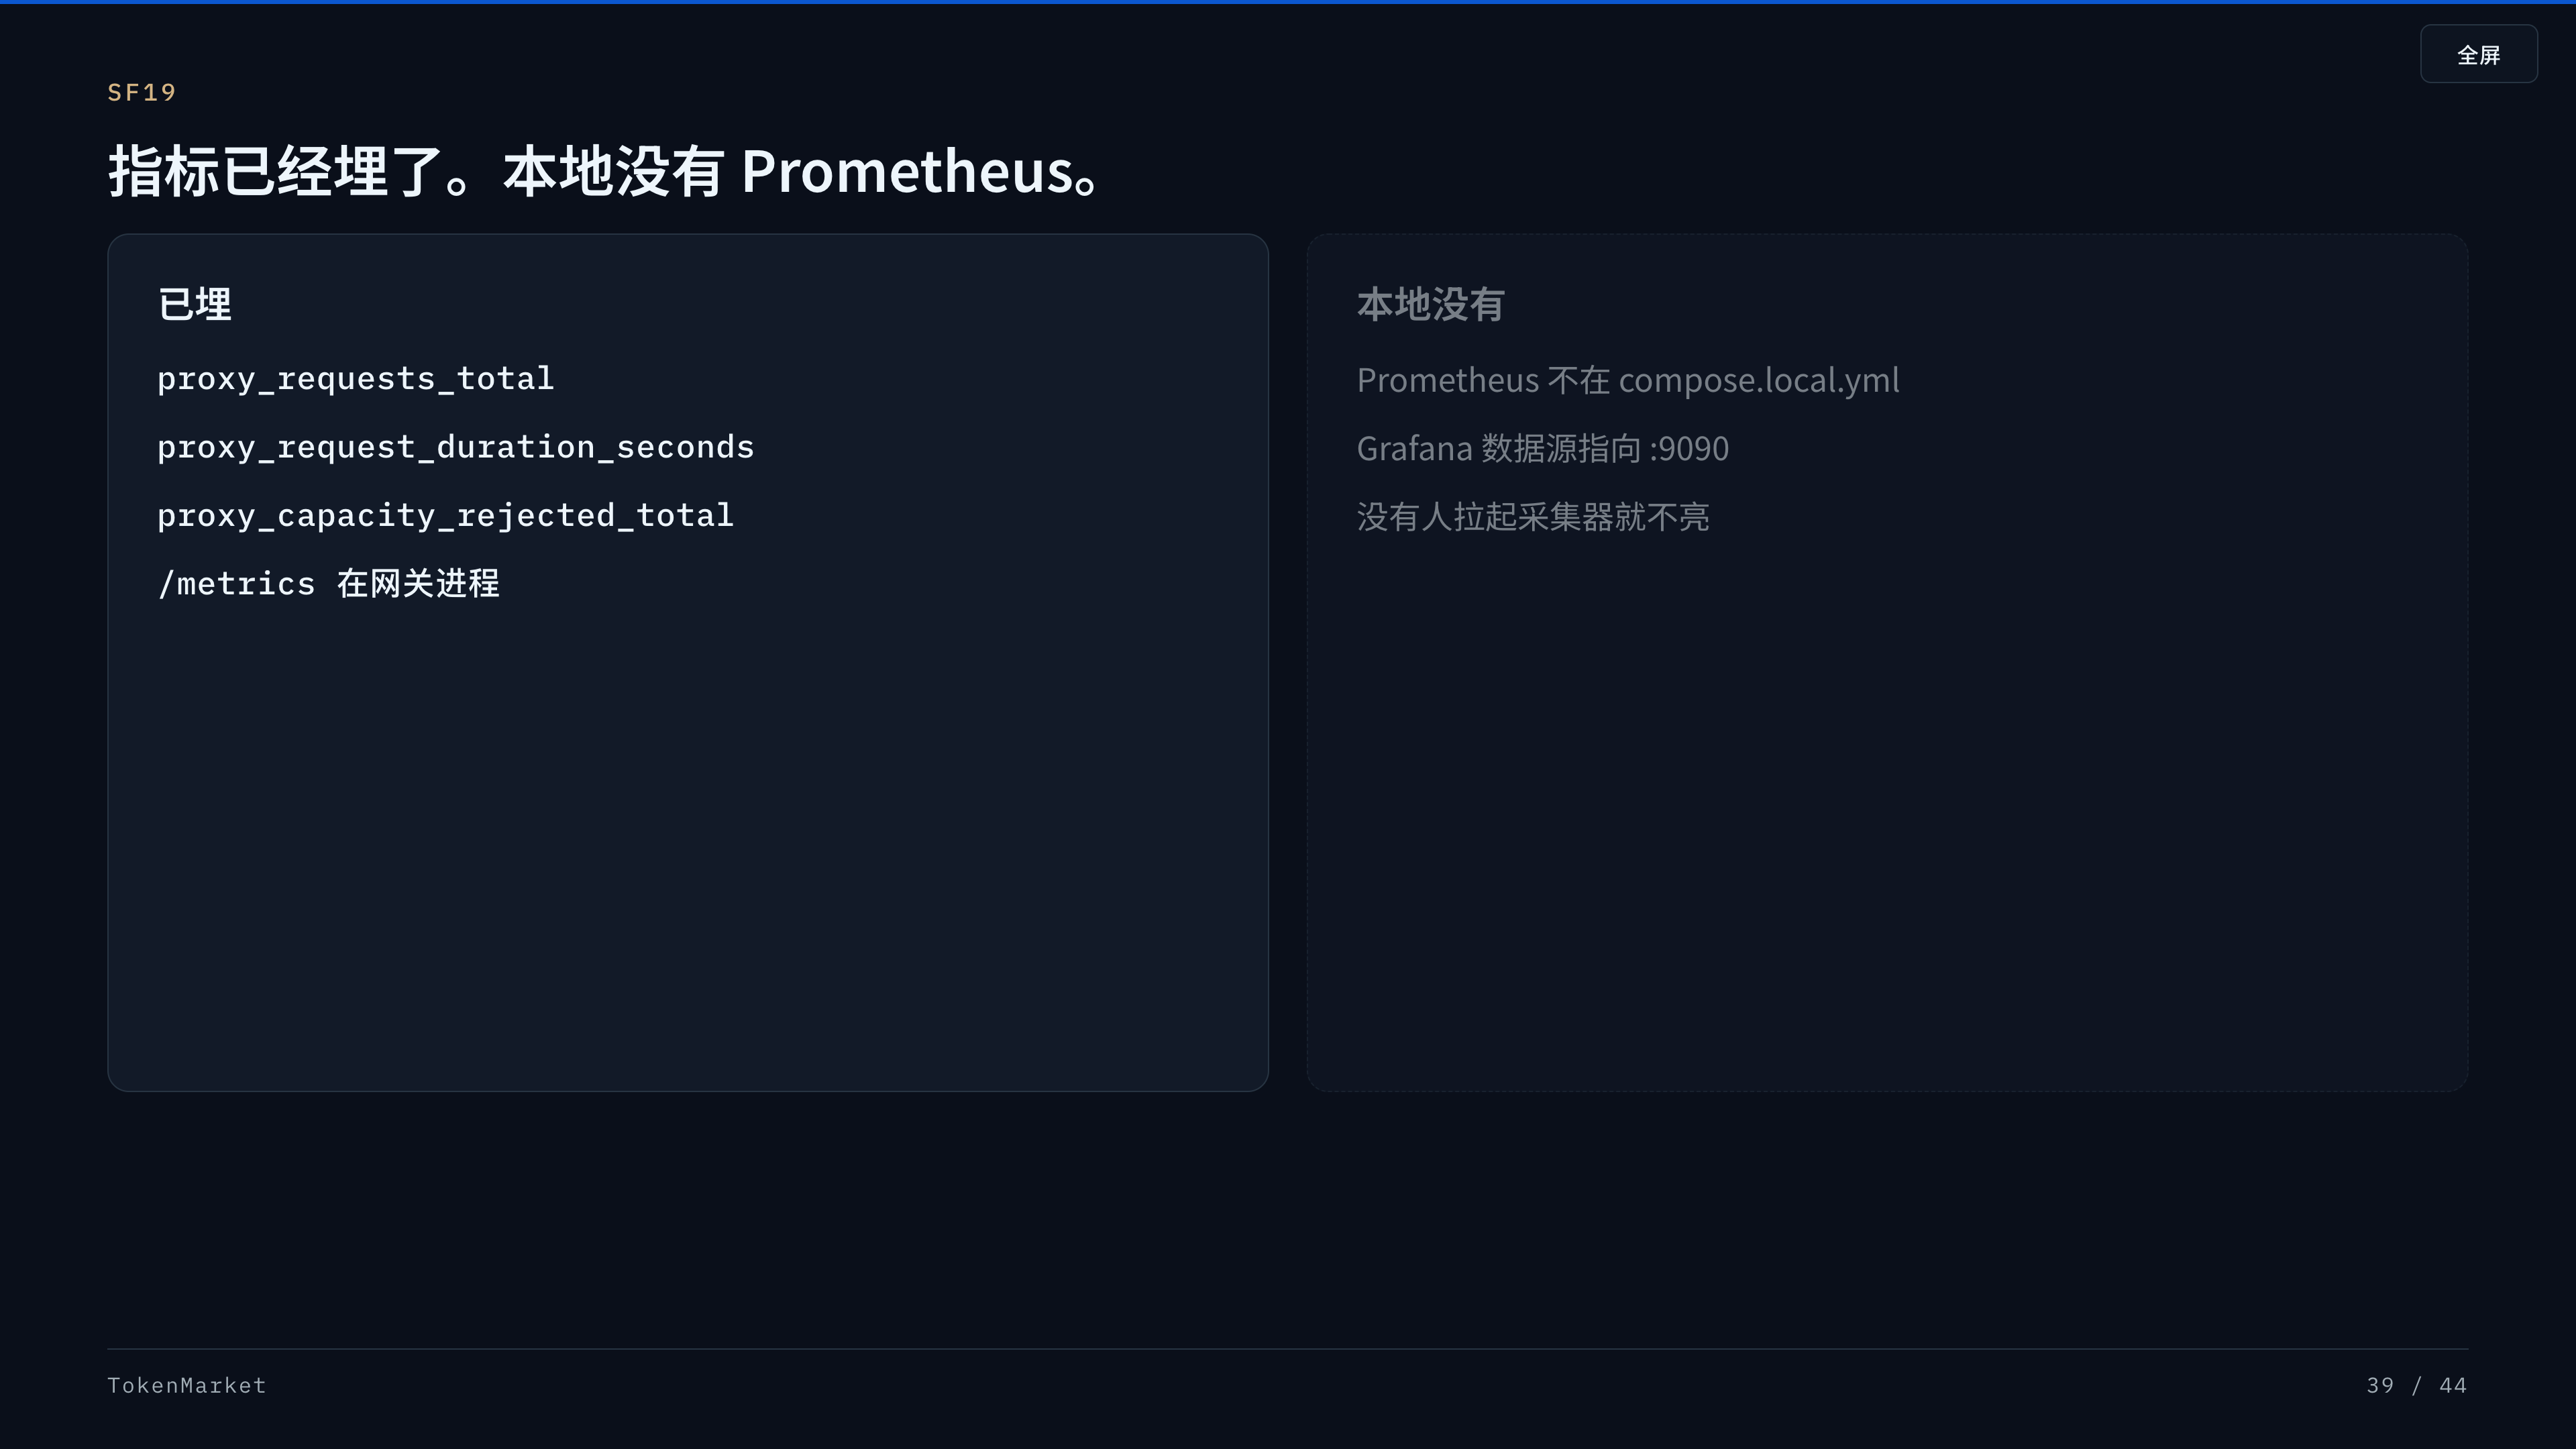 全屏
SF19
指标已经埋了。本地没有 Prometheus。
已埋
proxy_requests_total
proxy_request_duration_seconds
proxy_capacity_rejected_total
/metrics 在网关进程
本地没有
Prometheus 不在 compose.local.yml
Grafana 数据源指向 :9090
没有人拉起采集器就不亮
TokenMarket
39 / 44